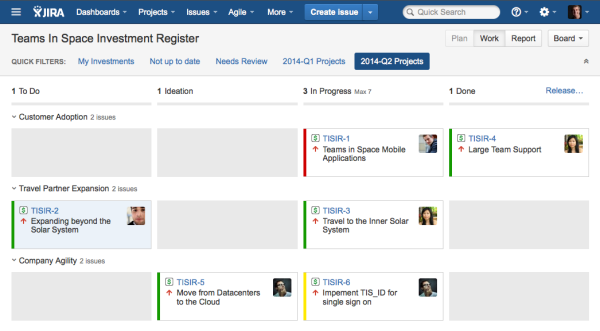 JIRA Dashboards Projects Issues Agile More Create issue Quick Search
Teams In Space Investment Register Plan Work Report Board
QUICK FILTERS: My Investments Not up to date Needs Review 2014-Q1 Projects 2014-Q2 Projects
1 To Do 1 Ideation 3 In Progress Max 7 1 Done Release...
Customer Adoption 2 issues
TISIR-1
Teams in Space Mobile
Applications
TISIR-4
Large Team Support
Travel Partner Expansion 2 issues
TISIR-2
Expanding beyond the
Solar System
TISIR-3
Travel to the Inner Solar
System
Company Agility 2 issues
TISIR-5
Move from Datacenters
to the Cloud
TISIR-6
Impement TIS_ID for
single sign on